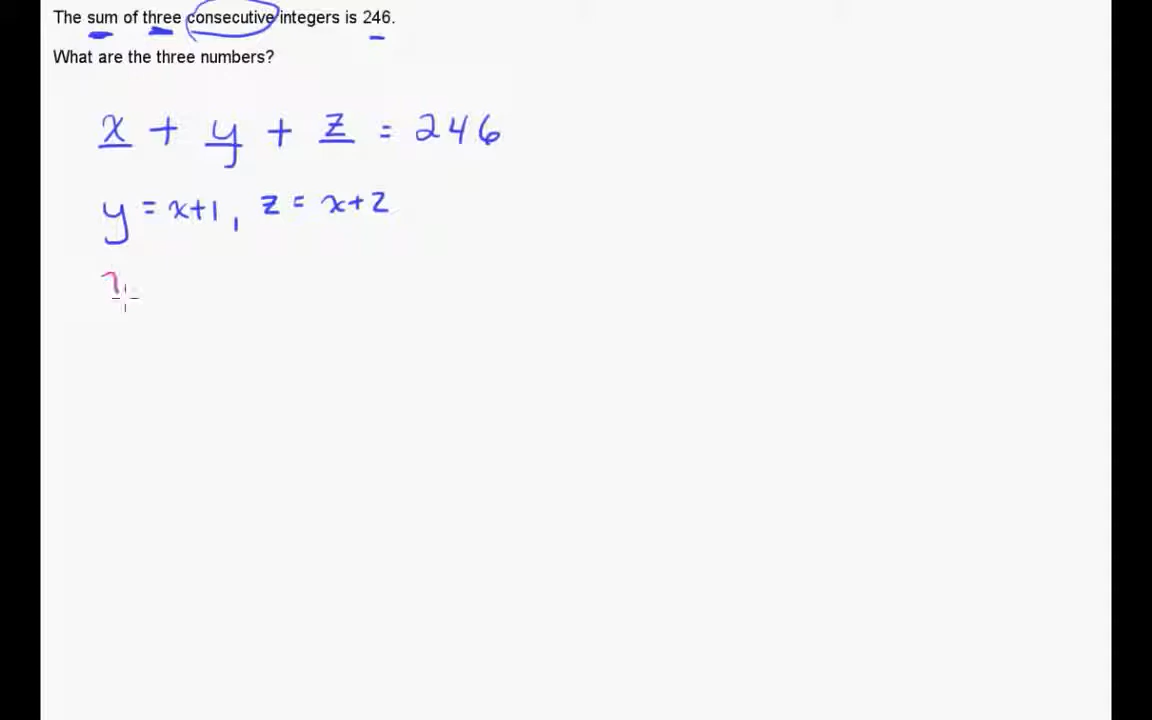 The sum of three consecutive integers is 246.
What are the three numbers?
x + y + z = 246
y = x+1, z = x+2